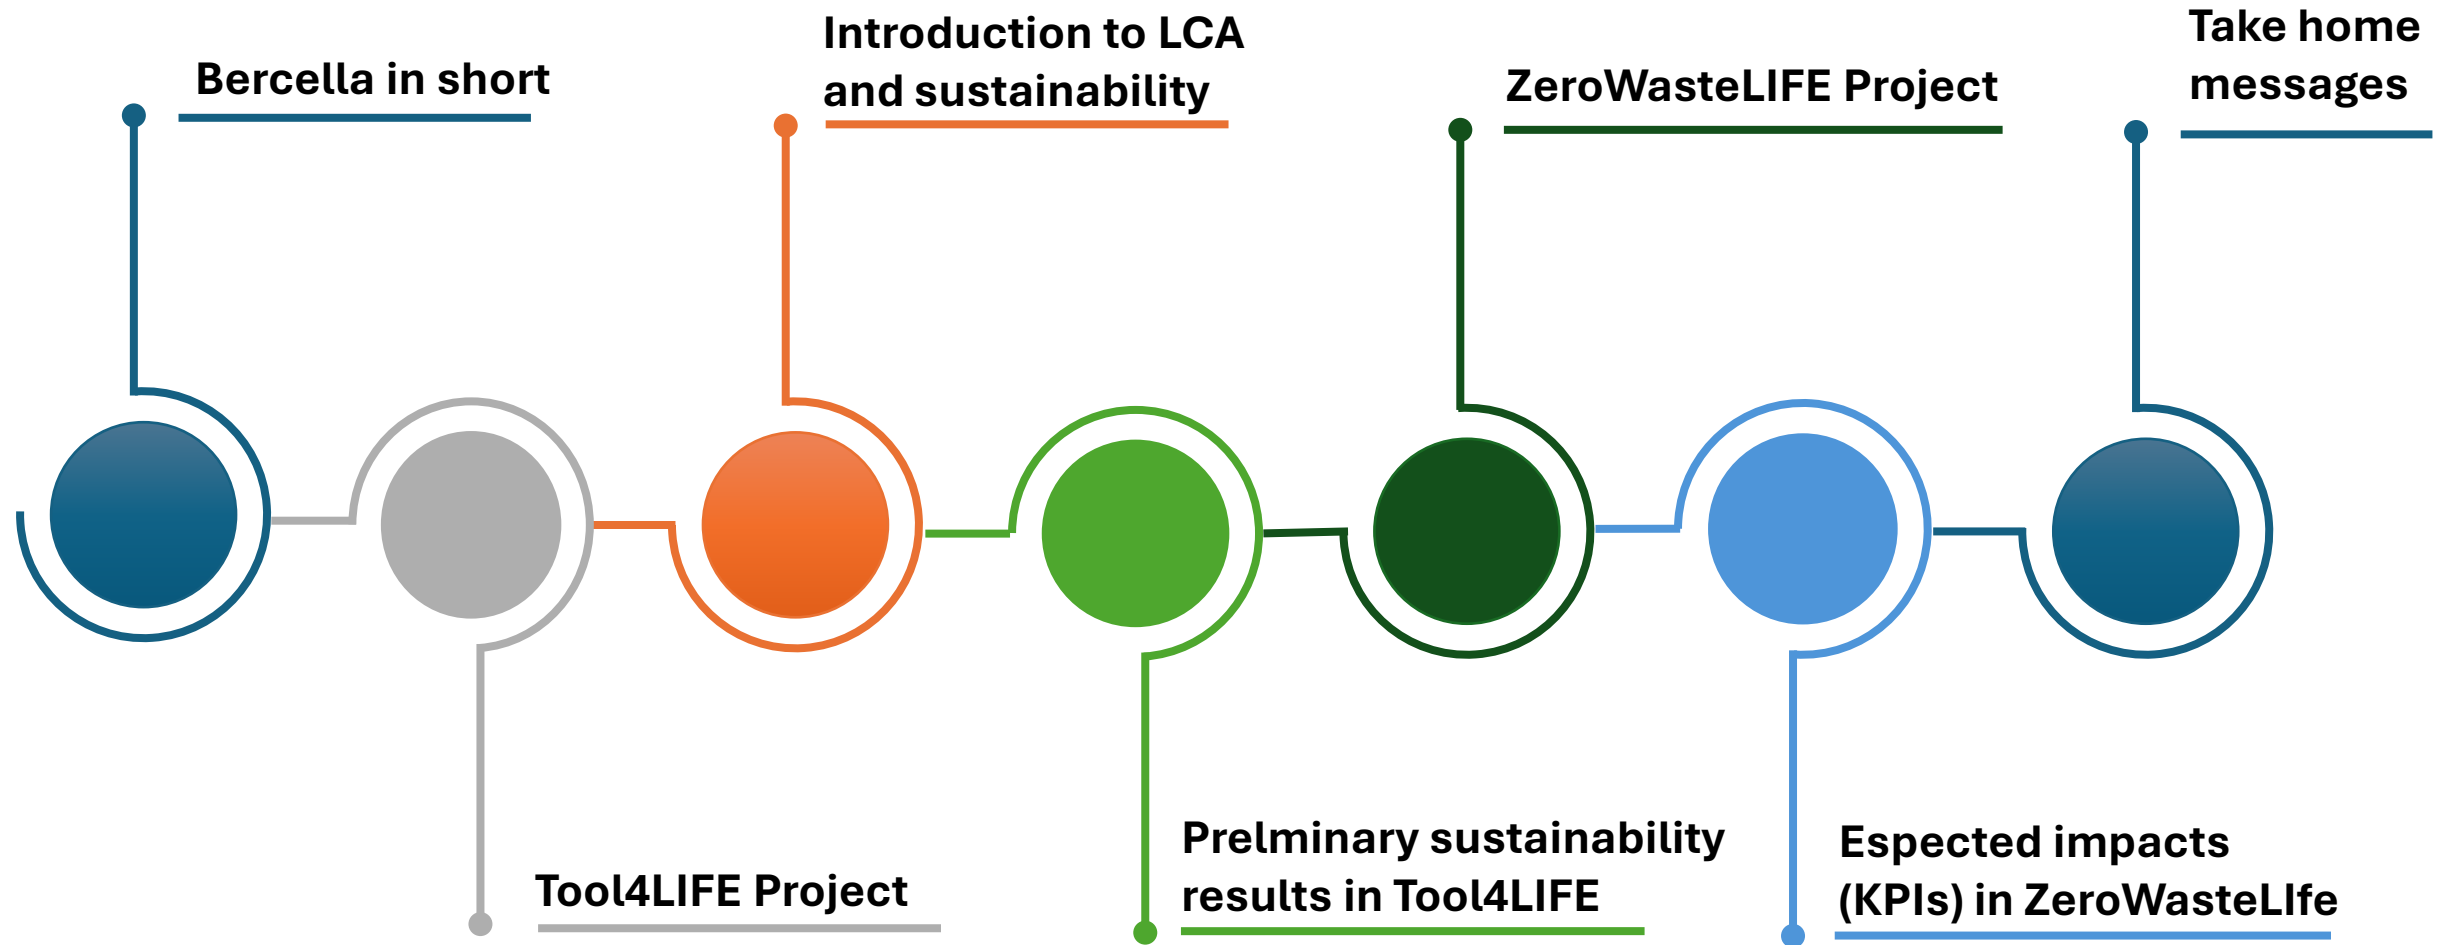 Bercella in short
Tool4LIFE Project
Introduction to LCA
and sustainability
Prelminary sustainability
results in Tool4LIFE
ZeroWasteLIFE Project
Espected impacts
(KPIs) in ZeroWasteLIfe
Take home
messages